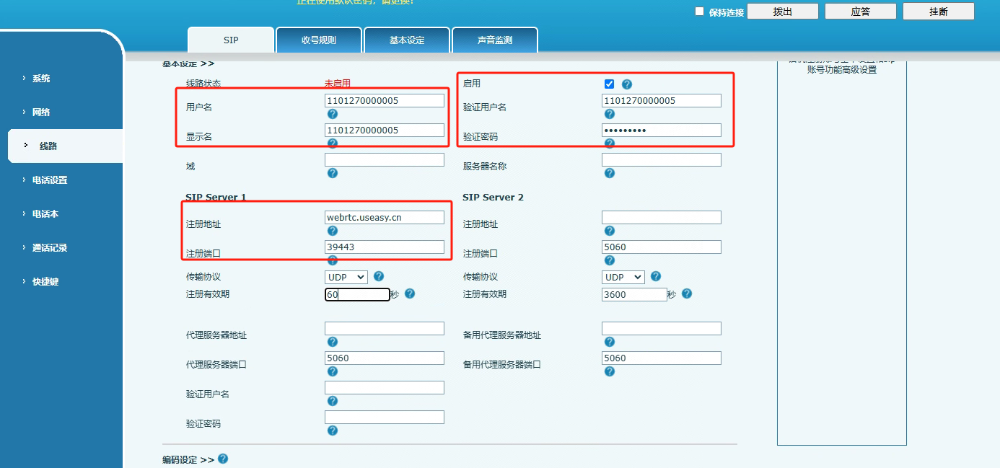 正在使用默认密码，请更换!
保持连接 拨出 应答 挂断
SIP 收号规则 基本设定 声音监测
系统
网络
线路
电话设置
电话本
通话记录
快捷键
基本设定 >>
线路状态 未启用 启用
用户名 1101270000005 验证用户名 1101270000005
显示名 1101270000005 验证密码 •••••••••
域 服务器名称
SIP Server 1 SIP Server 2
注册地址 webrtc.useasy.cn 注册地址
注册端口 39443 注册端口 5060
传输协议 UDP 传输协议 UDP
注册有效期 60 秒 注册有效期 3600 秒
代理服务器地址 备用代理服务器地址
代理服务器端口 5060 备用代理服务器端口 5060
验证用户名
验证密码
编码设定 >>
账号功能高级设置